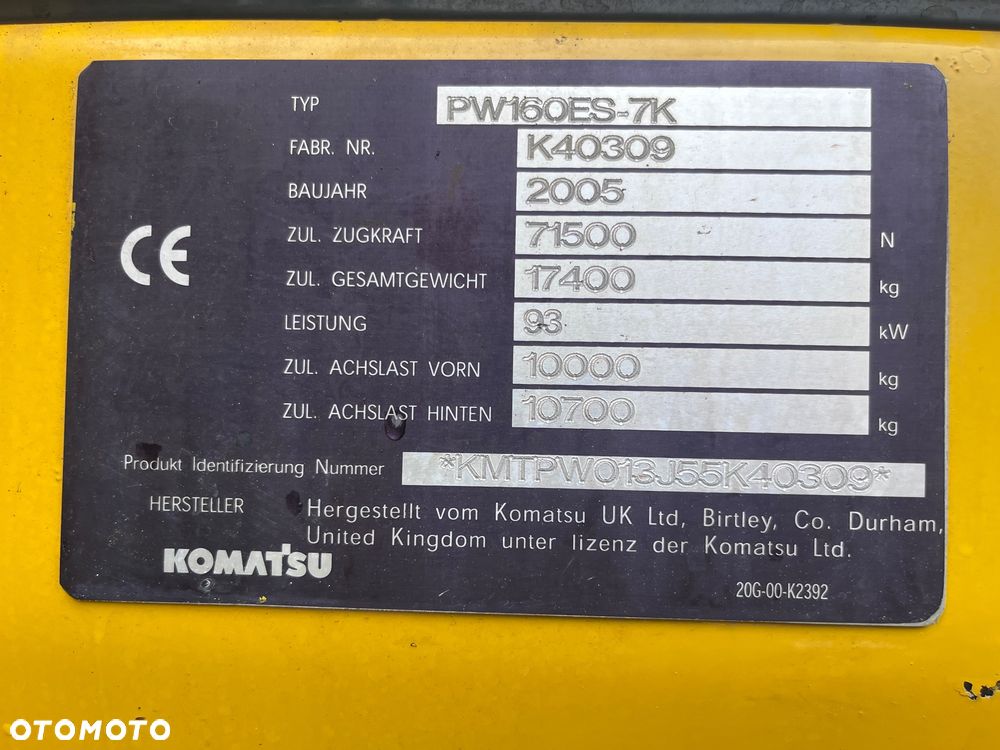 TYP PW160ES-7K
FABR. NR. K40309
BAUJAHR 2005
ZUL. ZUGKRAFT 71500 N
ZUL. GESAMTGEWICHT 17400 kg
LEISTUNG 93 kW
ZUL. ACHSLAST VORN 10000 kg
ZUL. ACHSLAST HINTEN 10700 kg
CE
Produkt Identifizierung Nummer *KMTPW013J55K40309*
HERSTELLER Hergestellt vom Komatsu UK Ltd, Birtley, Co. Durham,
United Kingdom unter lizenz der Komatsu Ltd.
KOMATSU
20G-00-K2392
OTOMOTO